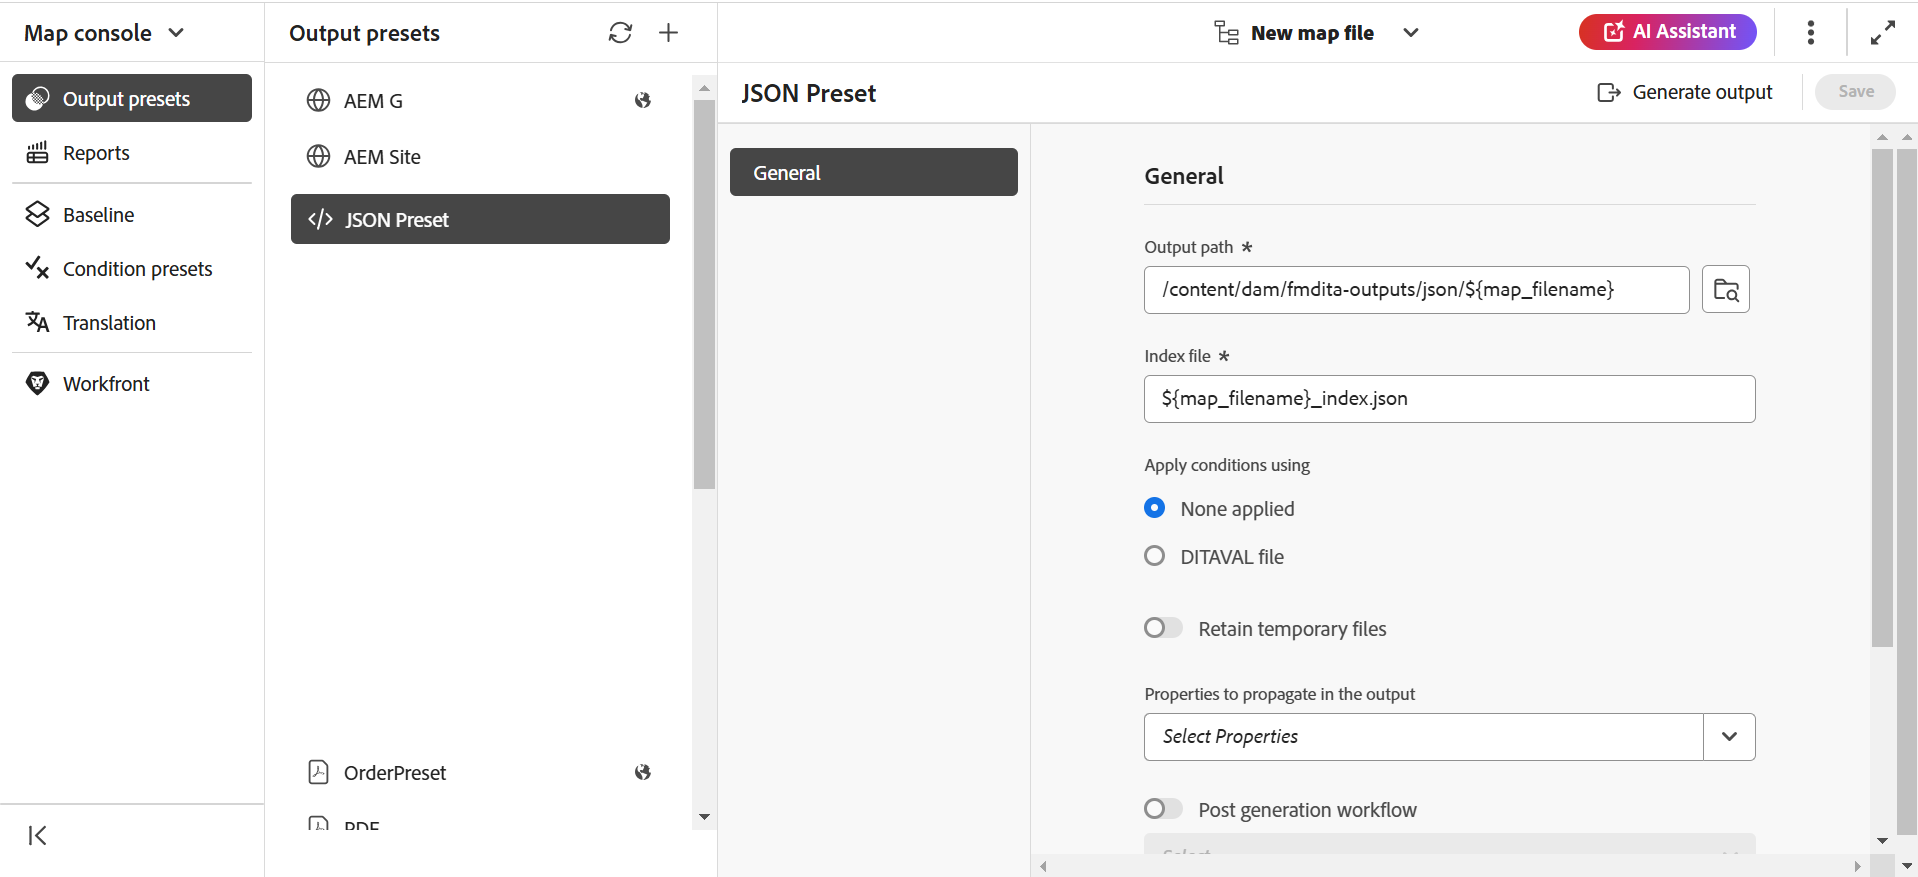 Map console
Output presets
Reports
Baseline
Condition presets
Translation
Workfront
Output presets
AEM G
AEM Site
JSON Preset
OrderPreset
PDF
New map file
AI Assistant
JSON Preset
Generate output
Save
General
General
Output path *
/content/dam/fmdita-outputs/json/${map_filename}
Index file *
${map_filename}_index.json
Apply conditions using
None applied
DITAVAL file
Retain temporary files
Properties to propagate in the output
Select Properties
Post generation workflow
Select